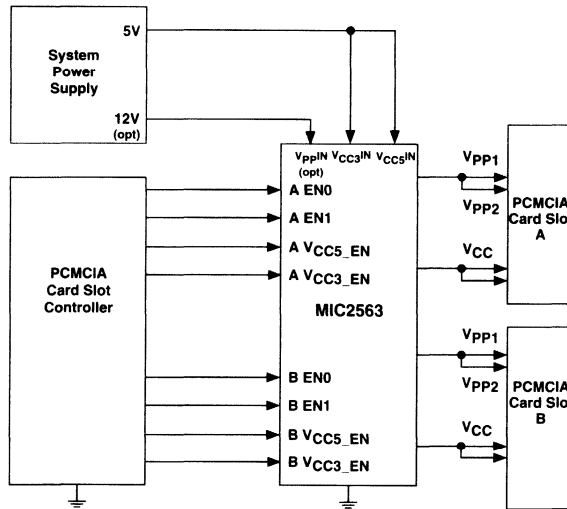 5V
System
Power
Supply
12V
(opt)
VPPIN VCC3IN VCC5IN
(opt)
A EN0
A EN1
A VCC5_EN
A VCC3_EN
MIC2563
B EN0
B EN1
B VCC5_EN
B VCC3_EN
PCMCIA
Card Slot
Controller
VPP1
VPP2
VCC
PCMCIA
Card Slot
A
VPP1
VPP2
VCC
PCMCIA
Card Slot
B